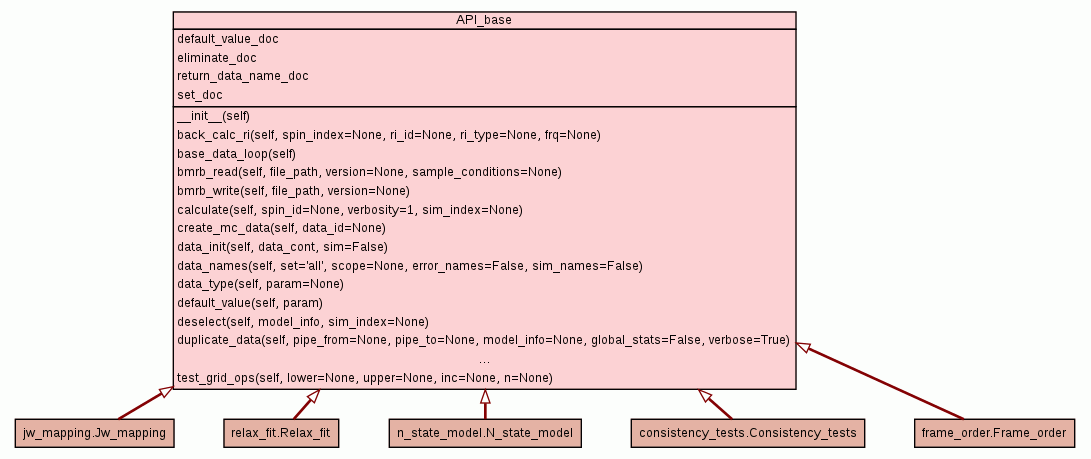 API_base
default_value_doc
eliminate_doc
return_data_name_doc
set_doc
__init__(self)
back_calc_ri(self, spin_index=None, ri_id=None, ri_type=None, frq=None)
base_data_loop(self)
bmrb_read(self, file_path, version=None, sample_conditions=None)
bmrb_write(self, file_path, version=None)
calculate(self, spin_id=None, verbosity=1, sim_index=None)
create_mc_data(self, data_id=None)
data_init(self, data_cont, sim=False)
data_names(self, set='all', scope=None, error_names=False, sim_names=False)
data_type(self, param=None)
default_value(self, param)
deselect(self, model_info, sim_index=None)
duplicate_data(self, pipe_from=None, pipe_to=None, model_info=None, global_stats=False, verbose=True)
...
test_grid_ops(self, lower=None, upper=None, inc=None, n=None)
jw_mapping.Jw_mapping
relax_fit.Relax_fit
n_state_model.N_state_model
consistency_tests.Consistency_tests
frame_order.Frame_order